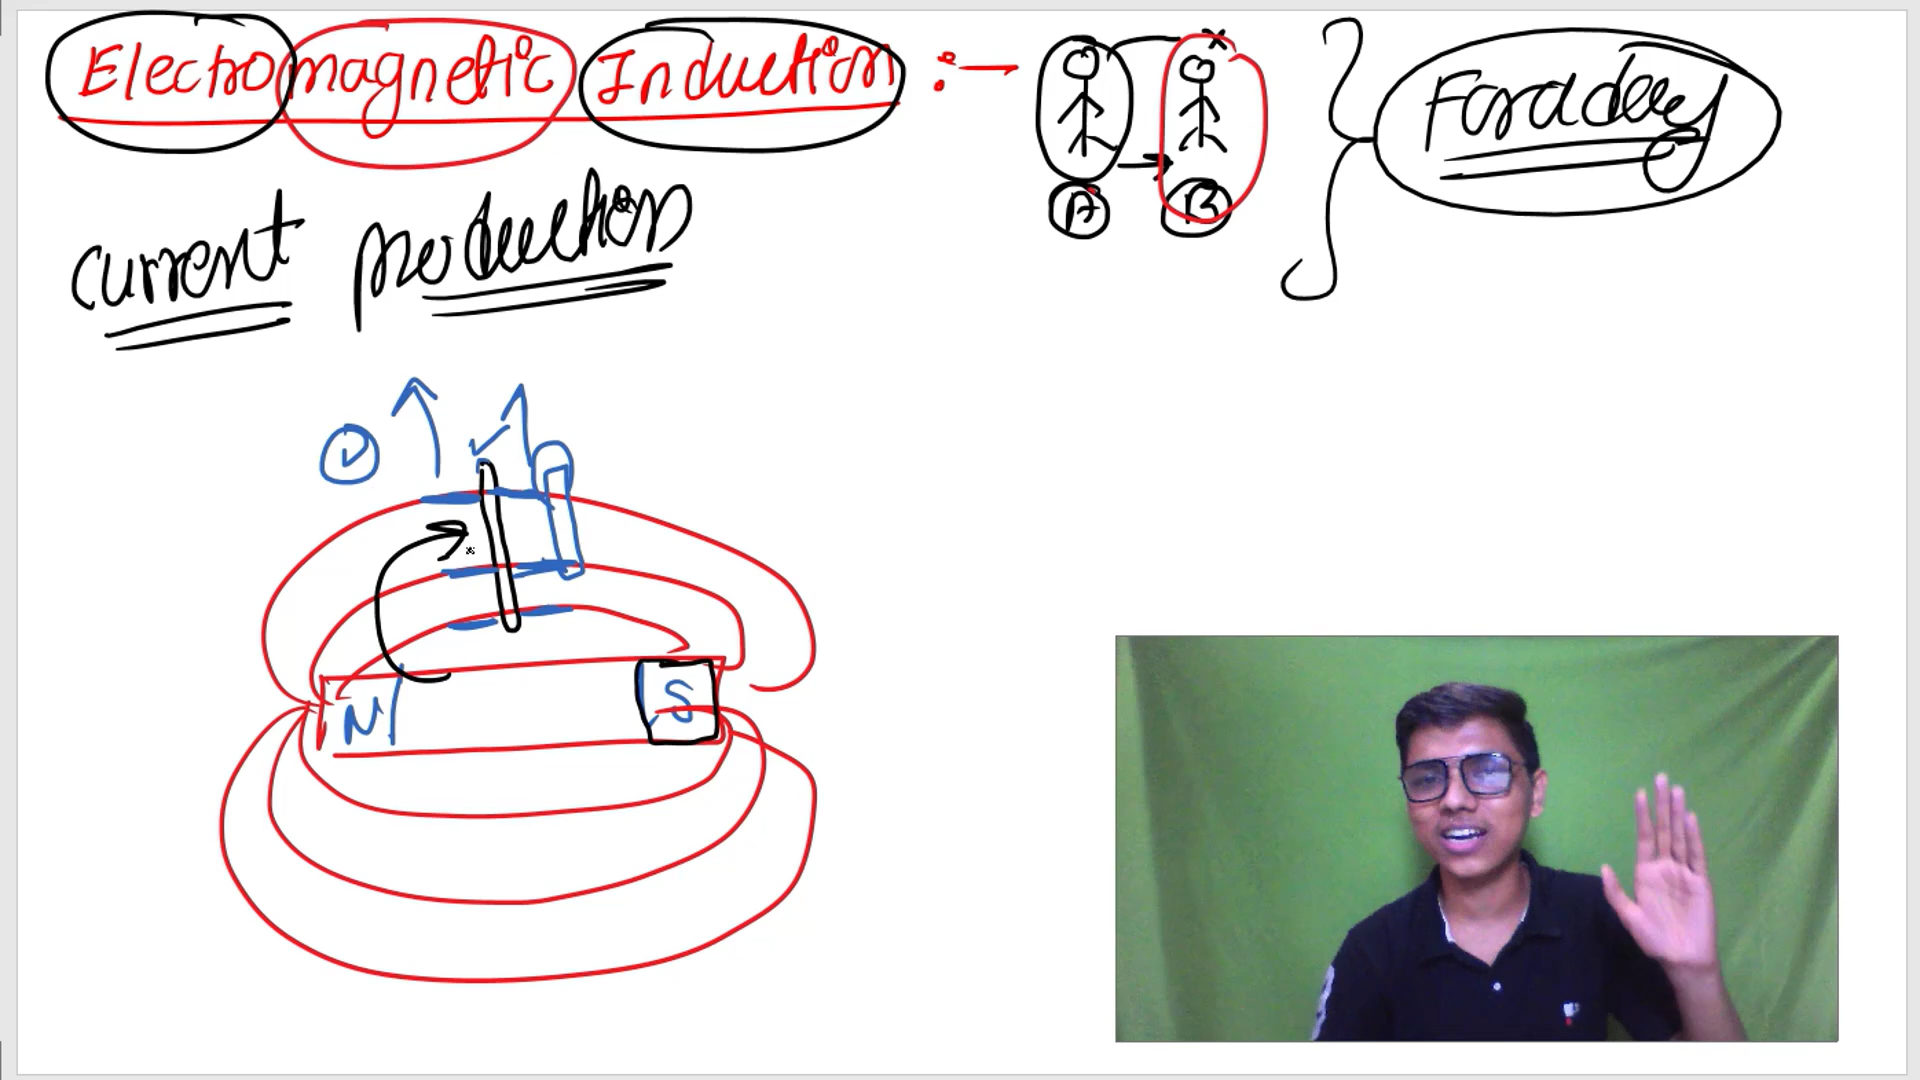 Electromagnetic Induction :-
A B
Faraday
current production
N S